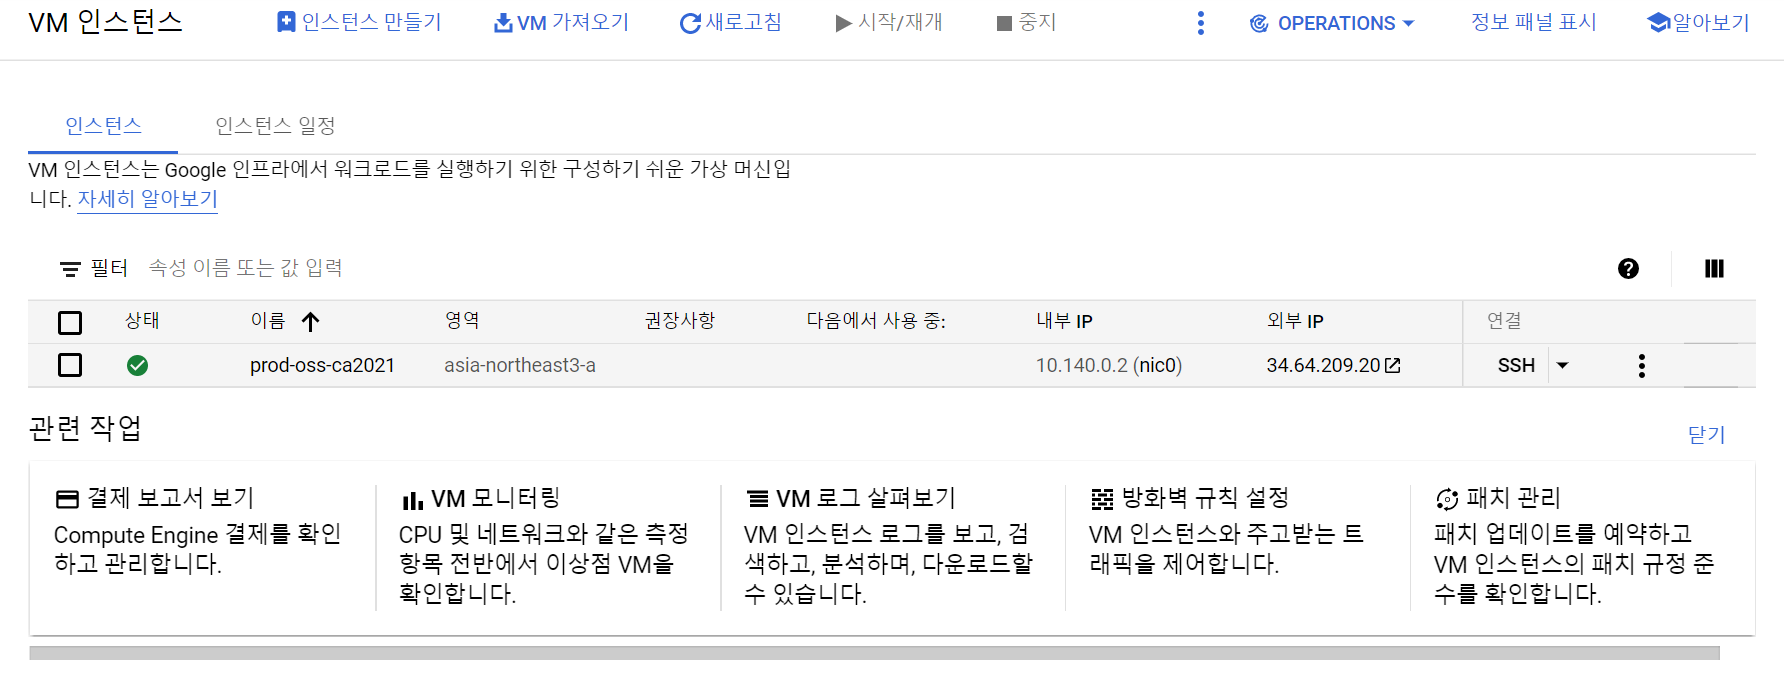 VM 인스턴스 인스턴스 만들기 VM 가져오기 새로고침 시작/재개 중지 OPERATIONS 정보 패널 표시 알아보기
인스턴스 인스턴스 일정
VM 인스턴스는 Google 인프라에서 워크로드를 실행하기 위한 구성하기 쉬운 가상 머신입
니다. 자세히 알아보기
필터 속성 이름 또는 값 입력
상태 이름 영역 권장사항 다음에서 사용 중: 내부 IP 외부 IP 연결
prod-oss-ca2021 asia-northeast3-a 10.140.0.2 (nic0) 34.64.209.20 SSH
관련 작업
닫기
결제 보고서 보기
Compute Engine 결제를 확인
하고 관리합니다.
VM 모니터링
CPU 및 네트워크와 같은 측정
항목 전반에서 이상점 VM을
확인합니다.
VM 로그 살펴보기
VM 인스턴스 로그를 보고, 검
색하고, 분석하며, 다운로드할
수 있습니다.
방화벽 규칙 설정
VM 인스턴스와 주고받는 트
래픽을 제어합니다.
패치 관리
패치 업데이트를 예약하고
VM 인스턴스의 패치 규정 준
수를 확인합니다.